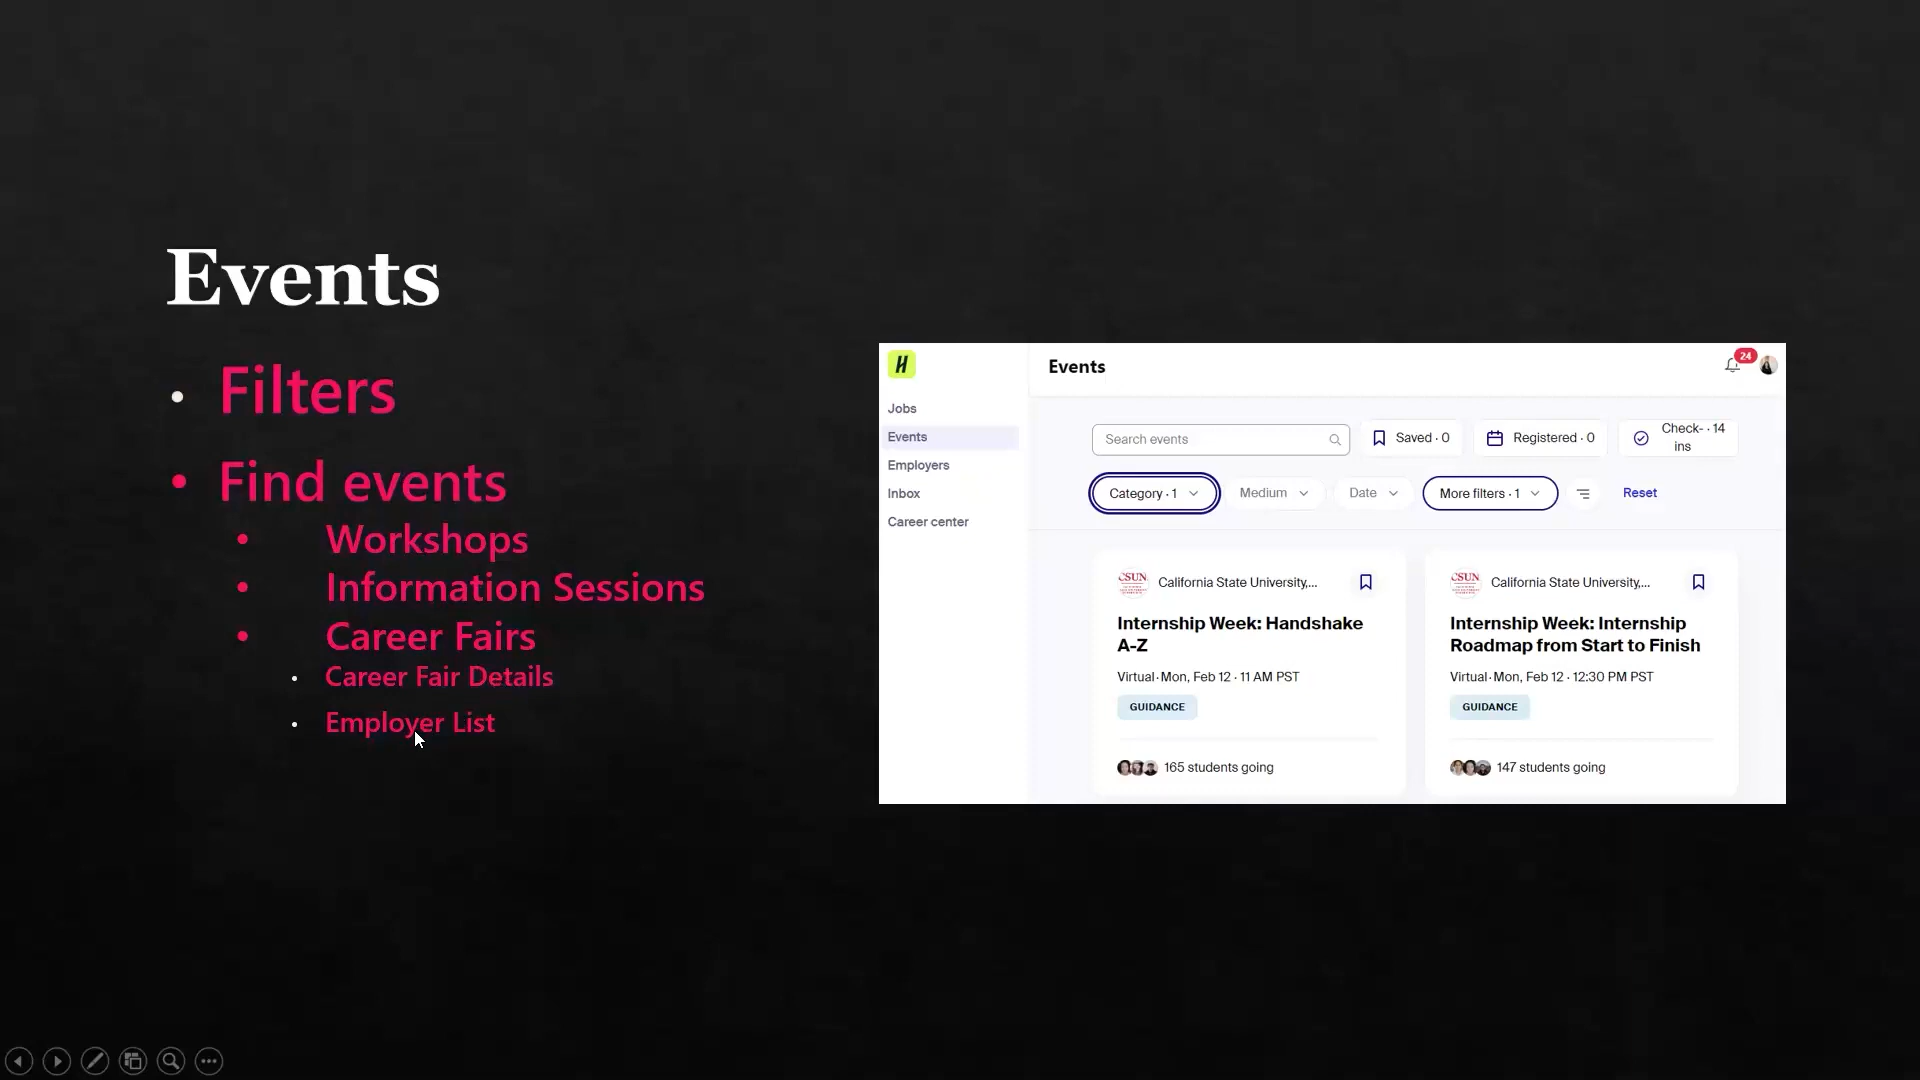 Events
Filters
Find events
Workshops
Information Sessions
Career Fairs
Career Fair Details
Employer List
H
Jobs
Events
Employers
Inbox
Career center
Events
24
Search events
Saved · 0
Registered · 0
Check- · 14
ins
Category · 1
Medium
Date
More filters · 1
Reset
CSUN
California State University,...
Internship Week: Handshake
A-Z
Virtual · Mon, Feb 12 · 11 AM PST
GUIDANCE
165 students going
CSUN
California State University,...
Internship Week: Internship
Roadmap from Start to Finish
Virtual · Mon, Feb 12 · 12:30 PM PST
GUIDANCE
147 students going